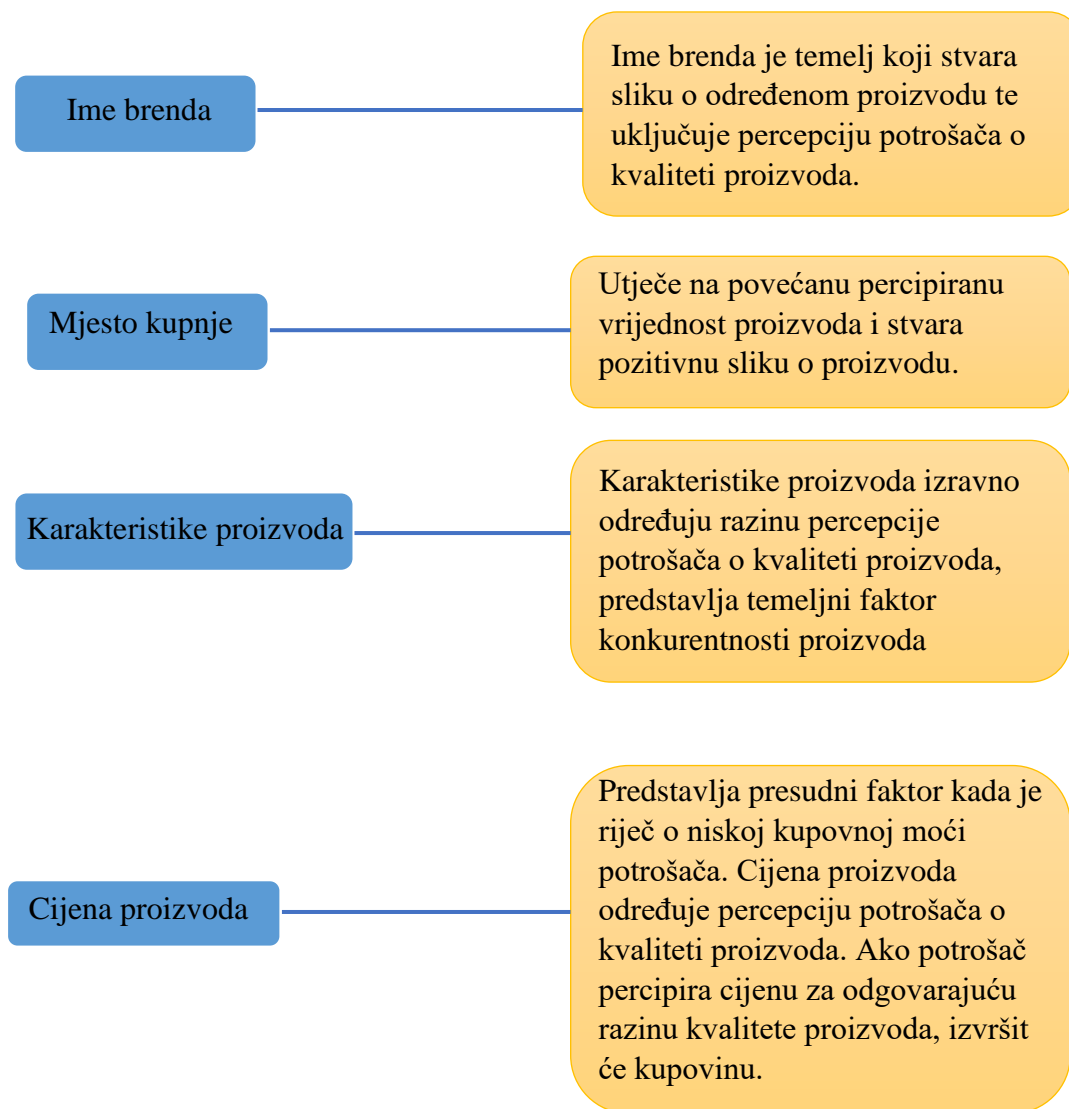 Ime brenda
Ime brenda je temelj koji stvara
sliku o određenom proizvodu te
uključuje percepciju potrošača o
kvaliteti proizvoda.
Mjesto kupnje
Utječe na povećanu percipiranu
vrijednost proizvoda i stvara
pozitivnu sliku o proizvodu.
Karakteristike proizvoda
Karakteristike proizvoda izravno
određuju razinu percepcije
potrošača o kvaliteti proizvoda,
predstavlja temeljni faktor
konkurentnosti proizvoda
Cijena proizvoda
Predstavlja presudni faktor kada je
riječ o niskoj kupovnoj moći
potrošača. Cijena proizvoda
određuje percepciju potrošača o
kvaliteti proizvoda. Ako potrošač
percipira cijenu za odgovarajuću
razinu kvalitete proizvoda, izvršit
će kupovinu.